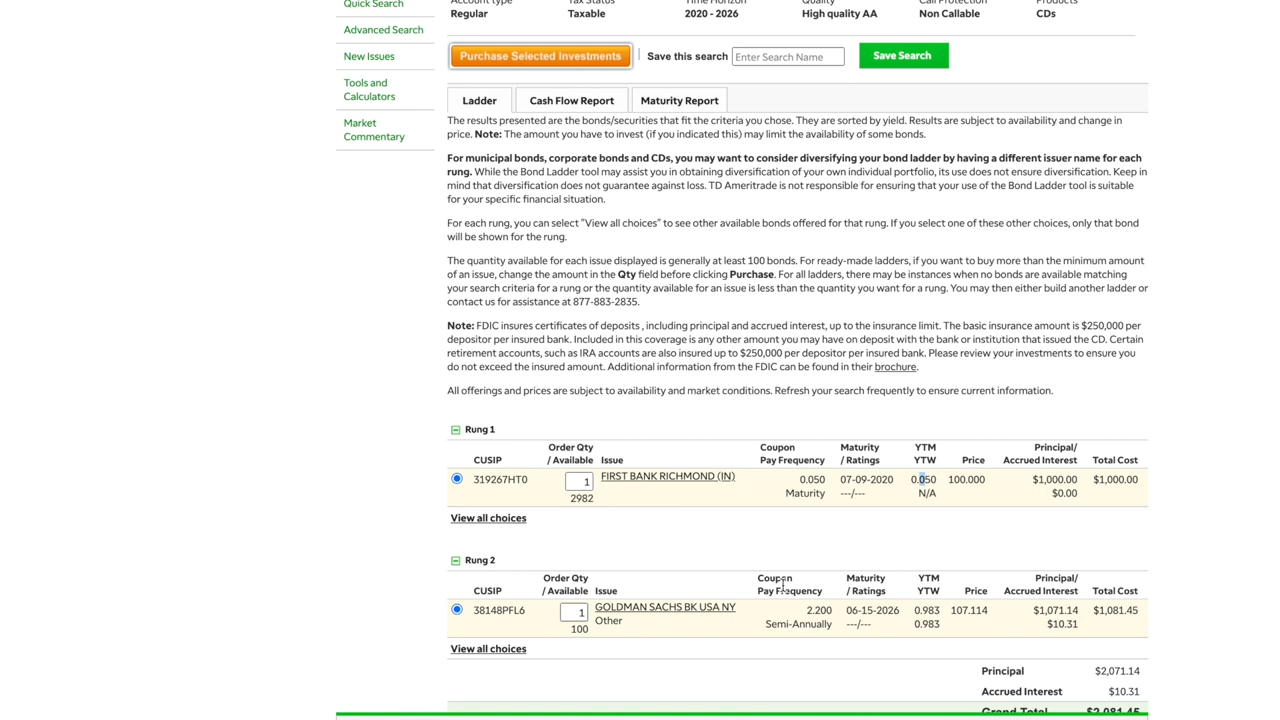 Quick Search
Advanced Search
New Issues
Tools and
Calculators
Market
Commentary
Account type Tax Status Time Horizon Quality Call Protection Products
Regular Taxable 2020 - 2026 High quality AA Non Callable CDs
Purchase Selected Investments Save this search Enter Search Name Save Search
Ladder Cash Flow Report Maturity Report
The results presented are the bonds/securities that fit the criteria you chose. They are sorted by yield. Results are subject to availability and change in
price. Note: The amount you have to invest (if you indicated this) may limit the availability of some bonds.
For municipal bonds, corporate bonds and CDs, you may want to consider diversifying your bond ladder by having a different issuer name for each
rung. While the Bond Ladder tool may assist you in obtaining diversification of your own individual portfolio, its use does not ensure diversification. Keep in
mind that diversification does not guarantee against loss. TD Ameritrade is not responsible for ensuring that your use of the Bond Ladder tool is suitable
for your specific financial situation.
For each rung, you can select "View all choices" to see other available bonds offered for that rung. If you select one of these other choices, only that bond
will be shown for the rung.
The quantity available for each issue displayed is generally at least 100 bonds. For ready-made ladders, if you want to buy more than the minimum amount
of an issue, change the amount in the Qty field before clicking Purchase. For all ladders, there may be instances when no bonds are available matching
your search criteria for a rung or the quantity available for an issue is less than the quantity you want for a rung. You may then either build another ladder or
contact us for assistance at 877-883-2835.
Note: FDIC insures certificates of deposits , including principal and accrued interest, up to the insurance limit. The basic insurance amount is $250,000 per
depositor per insured bank. Included in this coverage is any other amount you may have on deposit with the bank or institution that issued the CD. Certain
retirement accounts, such as IRA accounts are also insured up to $250,000 per depositor per insured bank. Please review your investments to ensure you
do not exceed the insured amount. Additional information from the FDIC can be found in their brochure.
All offerings and prices are subject to availability and market conditions. Refresh your search frequently to ensure current information.
Rung 1
Order Qty Coupon Maturity YTM Principal/
CUSIP / Available Issue Pay Frequency / Ratings YTW Price Accrued Interest Total Cost
319267HT0 1 FIRST BANK RICHMOND (IN) 0.050 07-09-2020 0.050 100.000 $1,000.00 $1,000.00
2982 Maturity ---/--- N/A $0.00
View all choices
Rung 2
Order Qty Coupon Maturity YTM Principal/
CUSIP / Available Issue Pay Frequency / Ratings YTW Price Accrued Interest Total Cost
38148PFL6 1 GOLDMAN SACHS BK USA NY 2.200 06-15-2026 0.983 107.114 $1,071.14 $1,081.45
100 Other Semi-Annually ---/--- 0.983 $10.31
View all choices
Principal $2,071.14
Accrued Interest $10.31
Grand Total $2,081.45